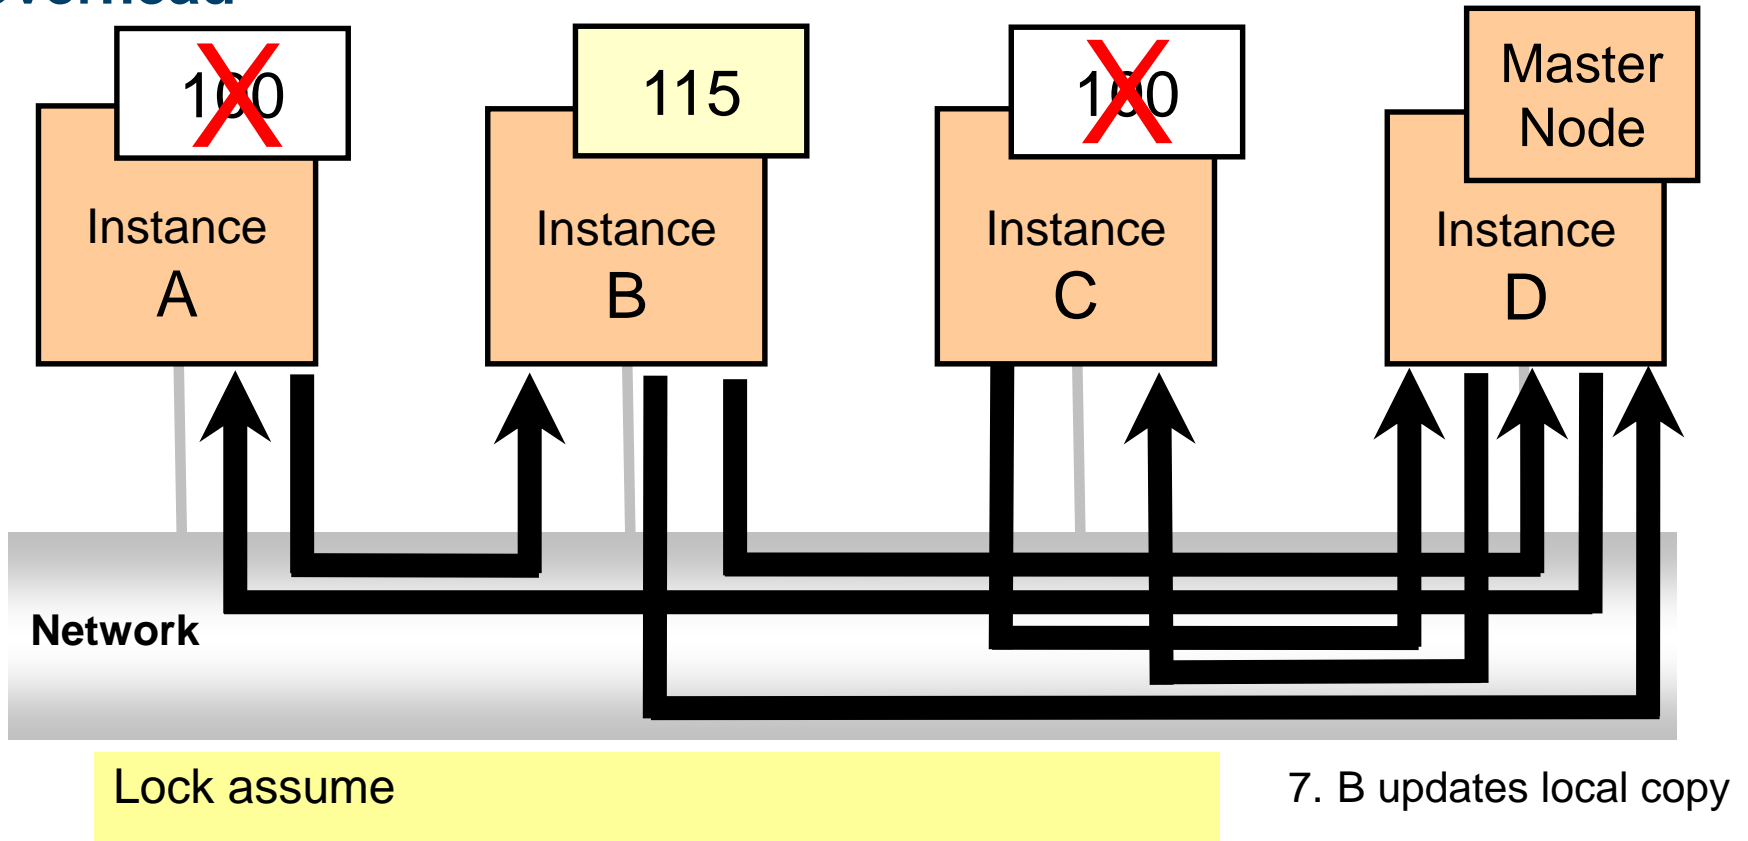 100
115
100
Master
Node
Instance
A
Instance
B
Instance
C
Instance
D
Network
Lock assume
7. B updates local copy